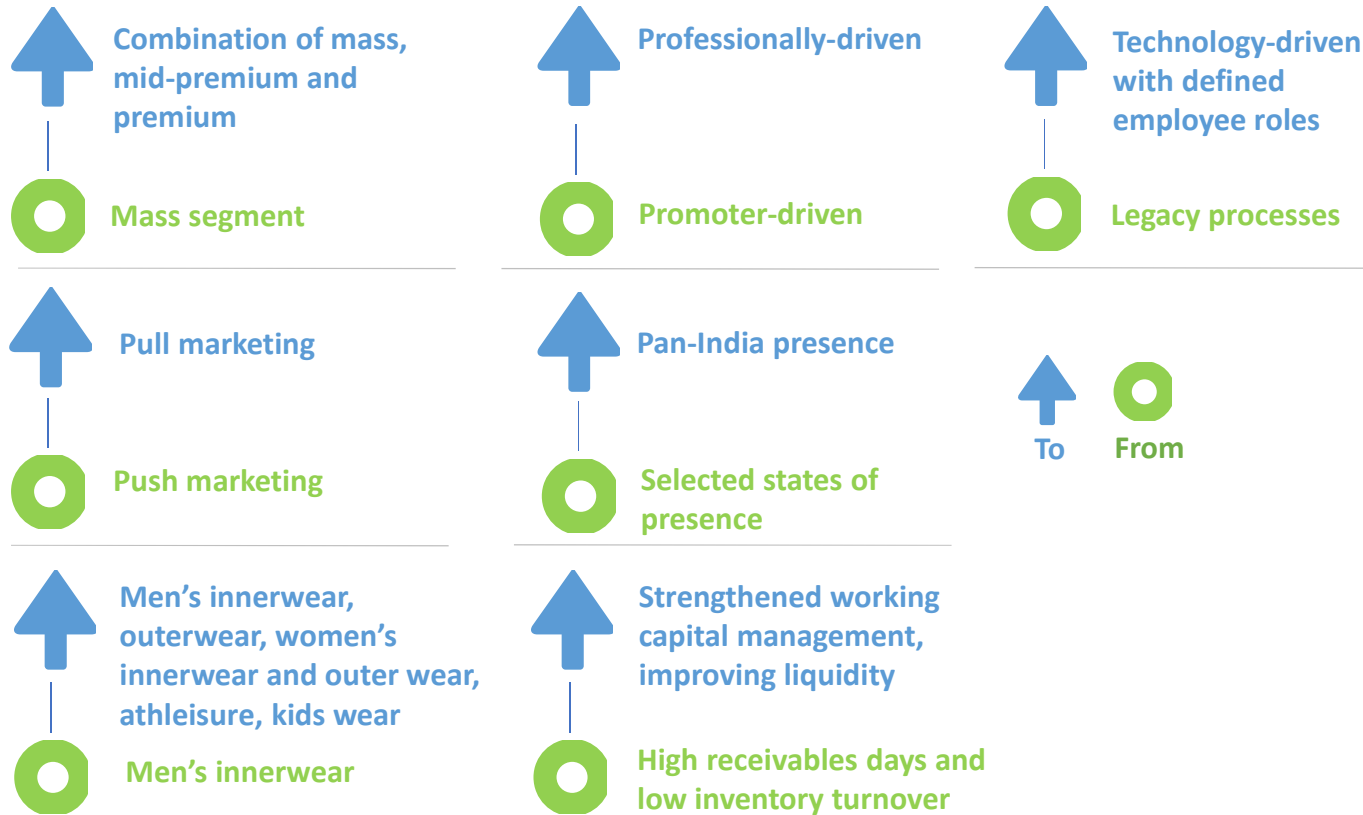 Combination of mass,
mid-premium and
premium
Mass segment
Professionally-driven
Promoter-driven
Technology-driven
with defined
employee roles
Legacy processes
Pull marketing
Push marketing
Pan-India presence
Selected states of
presence
To
From
Men’s innerwear,
outerwear, women’s
innerwear and outer wear,
athleisure, kids wear
Men’s innerwear
Strengthened working
capital management,
improving liquidity
High receivables days and
low inventory turnover